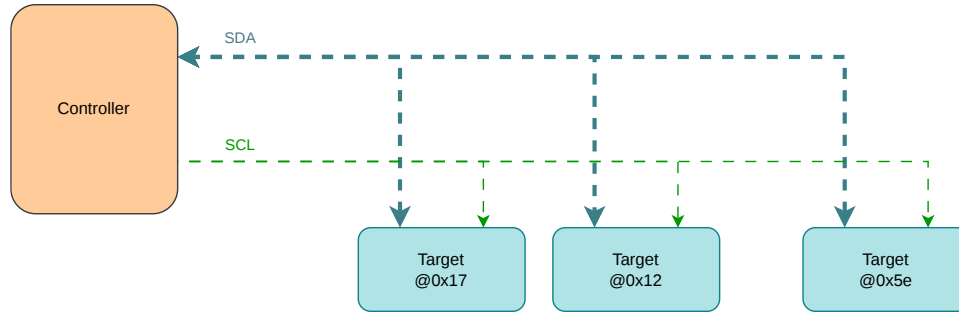 SDA
Controller
SCL
Target
@0x17
Target
@0x12
Target
@0x5e